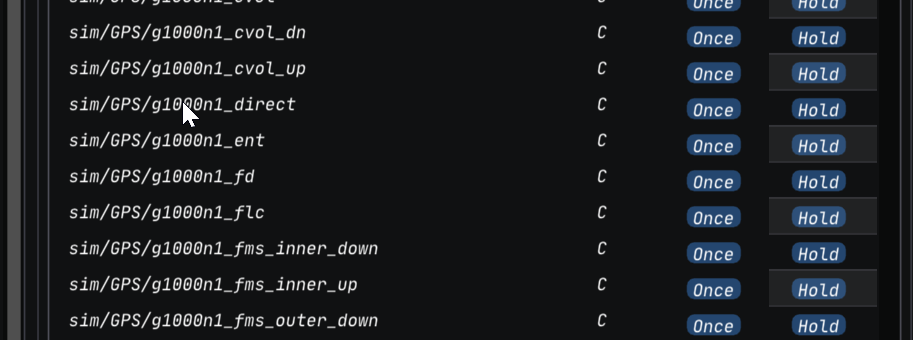 sim/GPS/g1000n1_cvol Once Hold
sim/GPS/g1000n1_cvol_dn C Once Hold
sim/GPS/g1000n1_cvol_up C Once Hold
sim/GPS/g1000n1_direct C Once Hold
sim/GPS/g1000n1_ent C Once Hold
sim/GPS/g1000n1_fd C Once Hold
sim/GPS/g1000n1_flc C Once Hold
sim/GPS/g1000n1_fms_inner_down C Once Hold
sim/GPS/g1000n1_fms_inner_up C Once Hold
sim/GPS/g1000n1_fms_outer_down C Once Hold